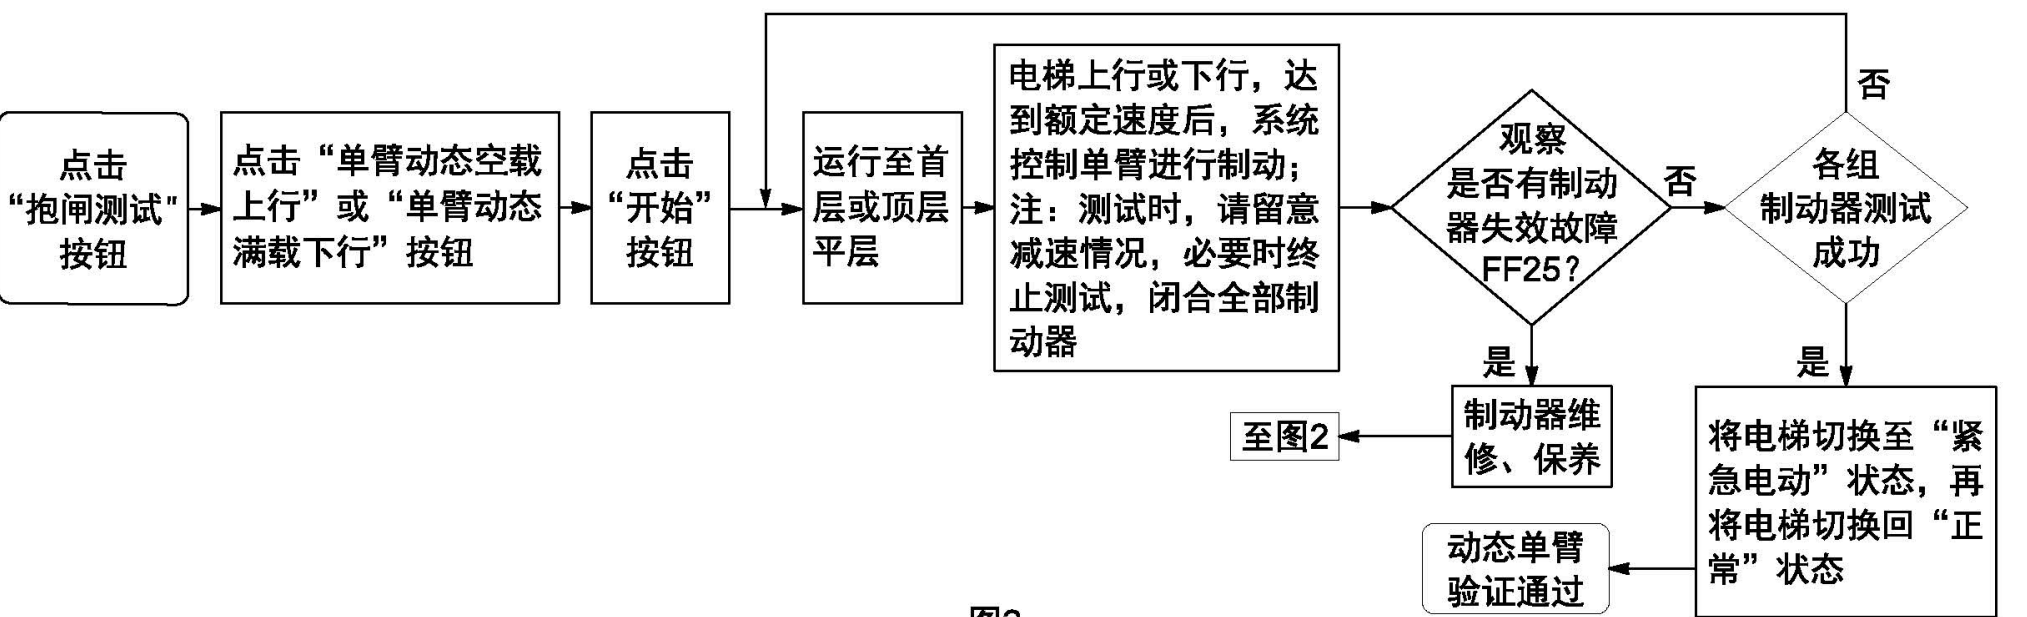 点击
“抱闸测试”
按钮
点击“单臂动态空载
上行”或“单臂动态
满载下行”按钮
点击
“开始”
按钮
运行至首
层或顶层
平层
电梯上行或下行，达
到额定速度后，系统
控制单臂进行制动；
注：测试时，请留意
减速情况，必要时终
止测试，闭合全部制
动器
观察
是否有制动
器失效故障
FF25？
否
是
各组
制动器测试
成功
否
是
制动器维
修、保养
至图2
将电梯切换至“紧
急电动”状态，再
将电梯切换回“正
常”状态
动态单臂
验证通过